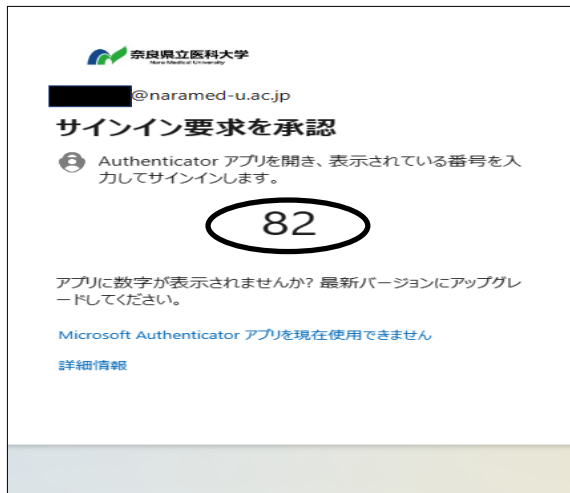 奈良県立医科大学
Nara Medical University
@naramed-u.ac.jp
サインイン要求を承認
Authenticator アプリを開き、表示されている番号を入
力してサインインします。
82
アプリに数字が表示されませんか? 最新バージョンにアップグレ
ードしてください。
Microsoft Authenticator アプリを現在使用できません
詳細情報